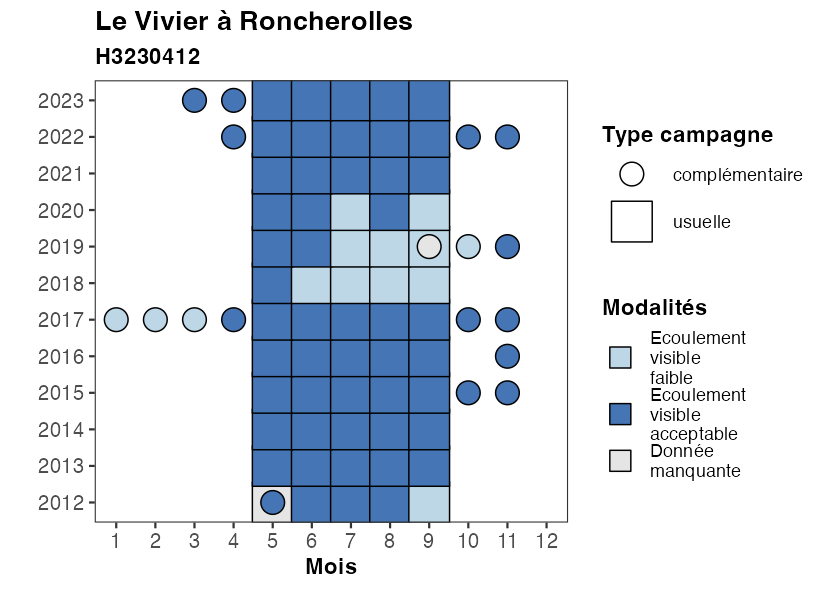 Le Vivier à Roncherolles
H3230412
2023
2022
2021
2020
2019
2018
2017
2016
2015
2014
2013
2012
1 2 3 4 5 6 7 8 9 10 11 12
Mois
Type campagne
complémentaire
usuelle
Modalités
Ecoulement
visible
faible
Ecoulement
visible
acceptable
Donnée
manquante